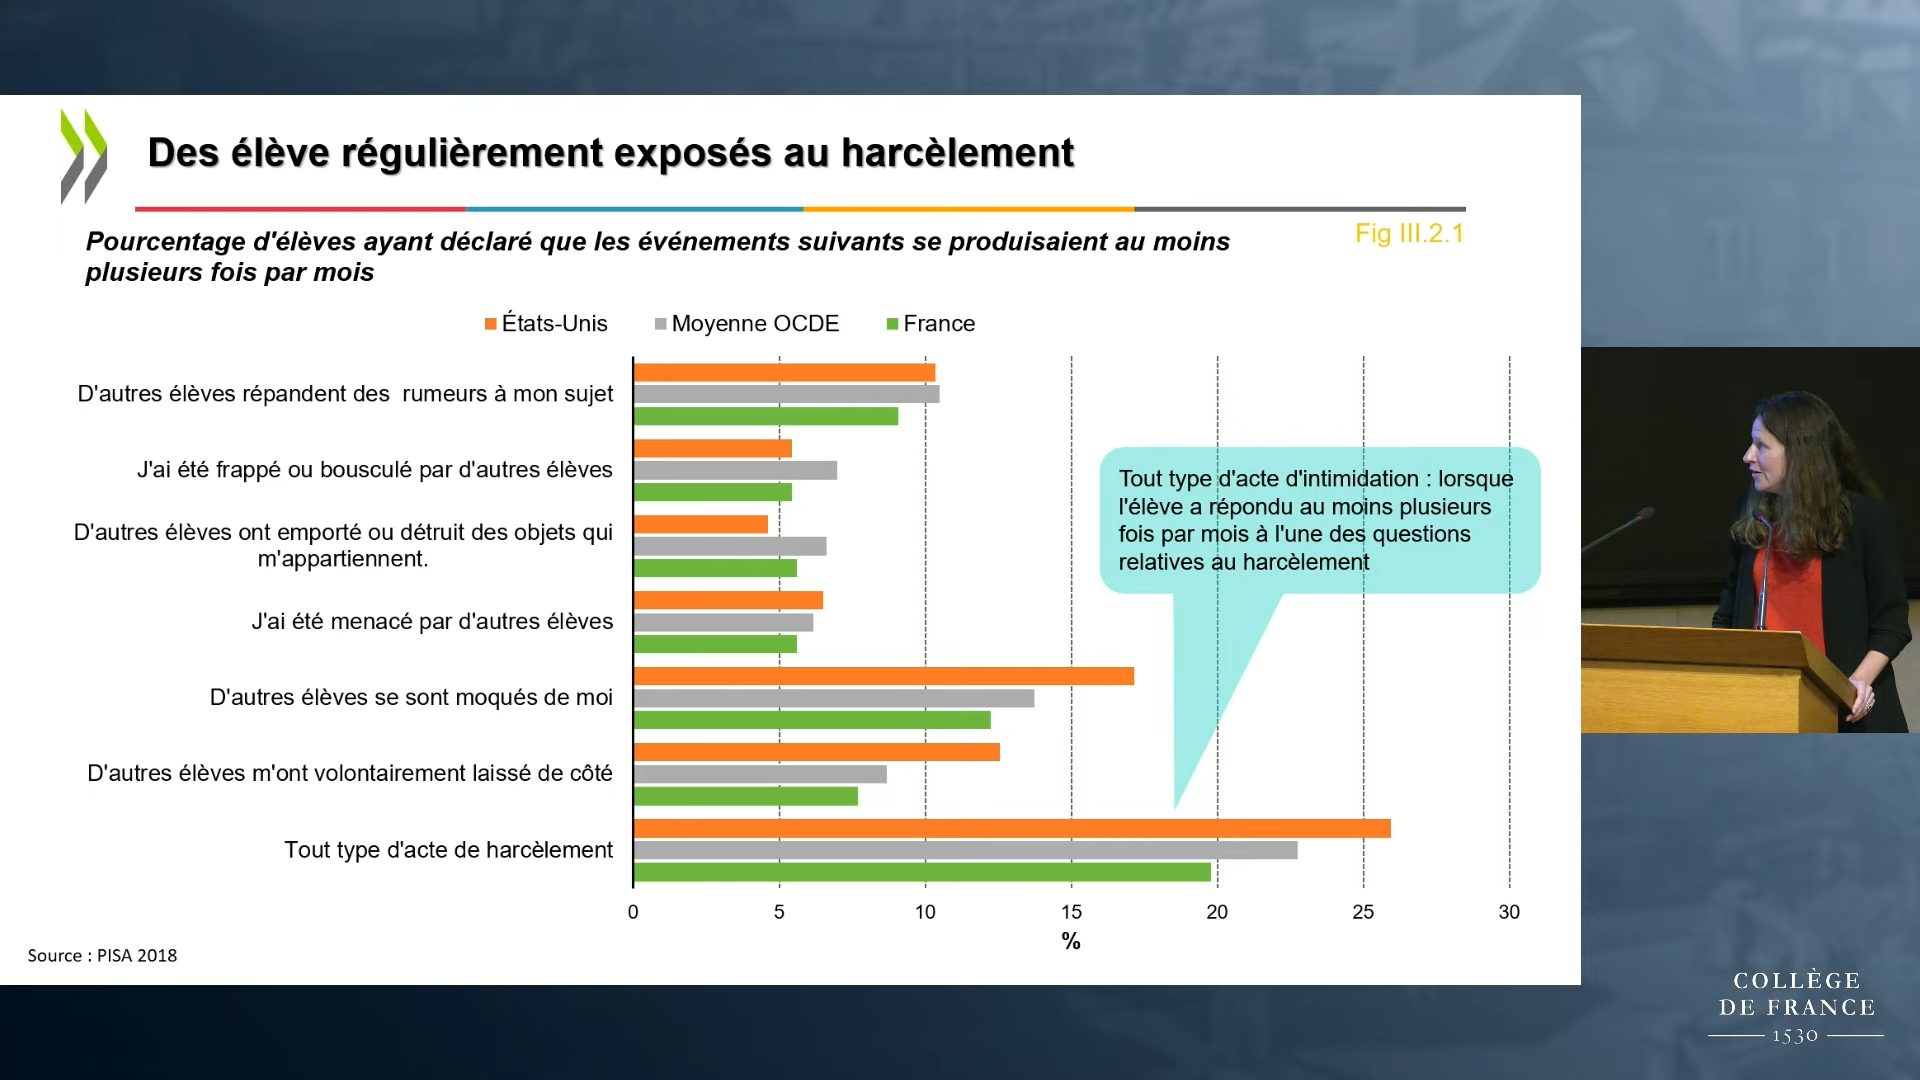 Des élève régulièrement exposés au harcèlement
Fig III.2.1
Pourcentage d'élèves ayant déclaré que les événements suivants se produisaient au moins
plusieurs fois par mois
États-Unis
Moyenne OCDE
France
D'autres élèves répandent des  rumeurs à mon sujet
J'ai été frappé ou bousculé par d'autres élèves
D'autres élèves ont emporté ou détruit des objets qui
m'appartiennent.
J'ai été menacé par d'autres élèves
D'autres élèves se sont moqués de moi
D'autres élèves m'ont volontairement laissé de côté
Tout type d'acte de harcèlement
Tout type d'acte d'intimidation : lorsque
l'élève a répondu au moins plusieurs
fois par mois à l'une des questions
relatives au harcèlement
0 5 10 15 20 25 30
%
Source : PISA 2018
COLLÈGE
DE FRANCE
1530